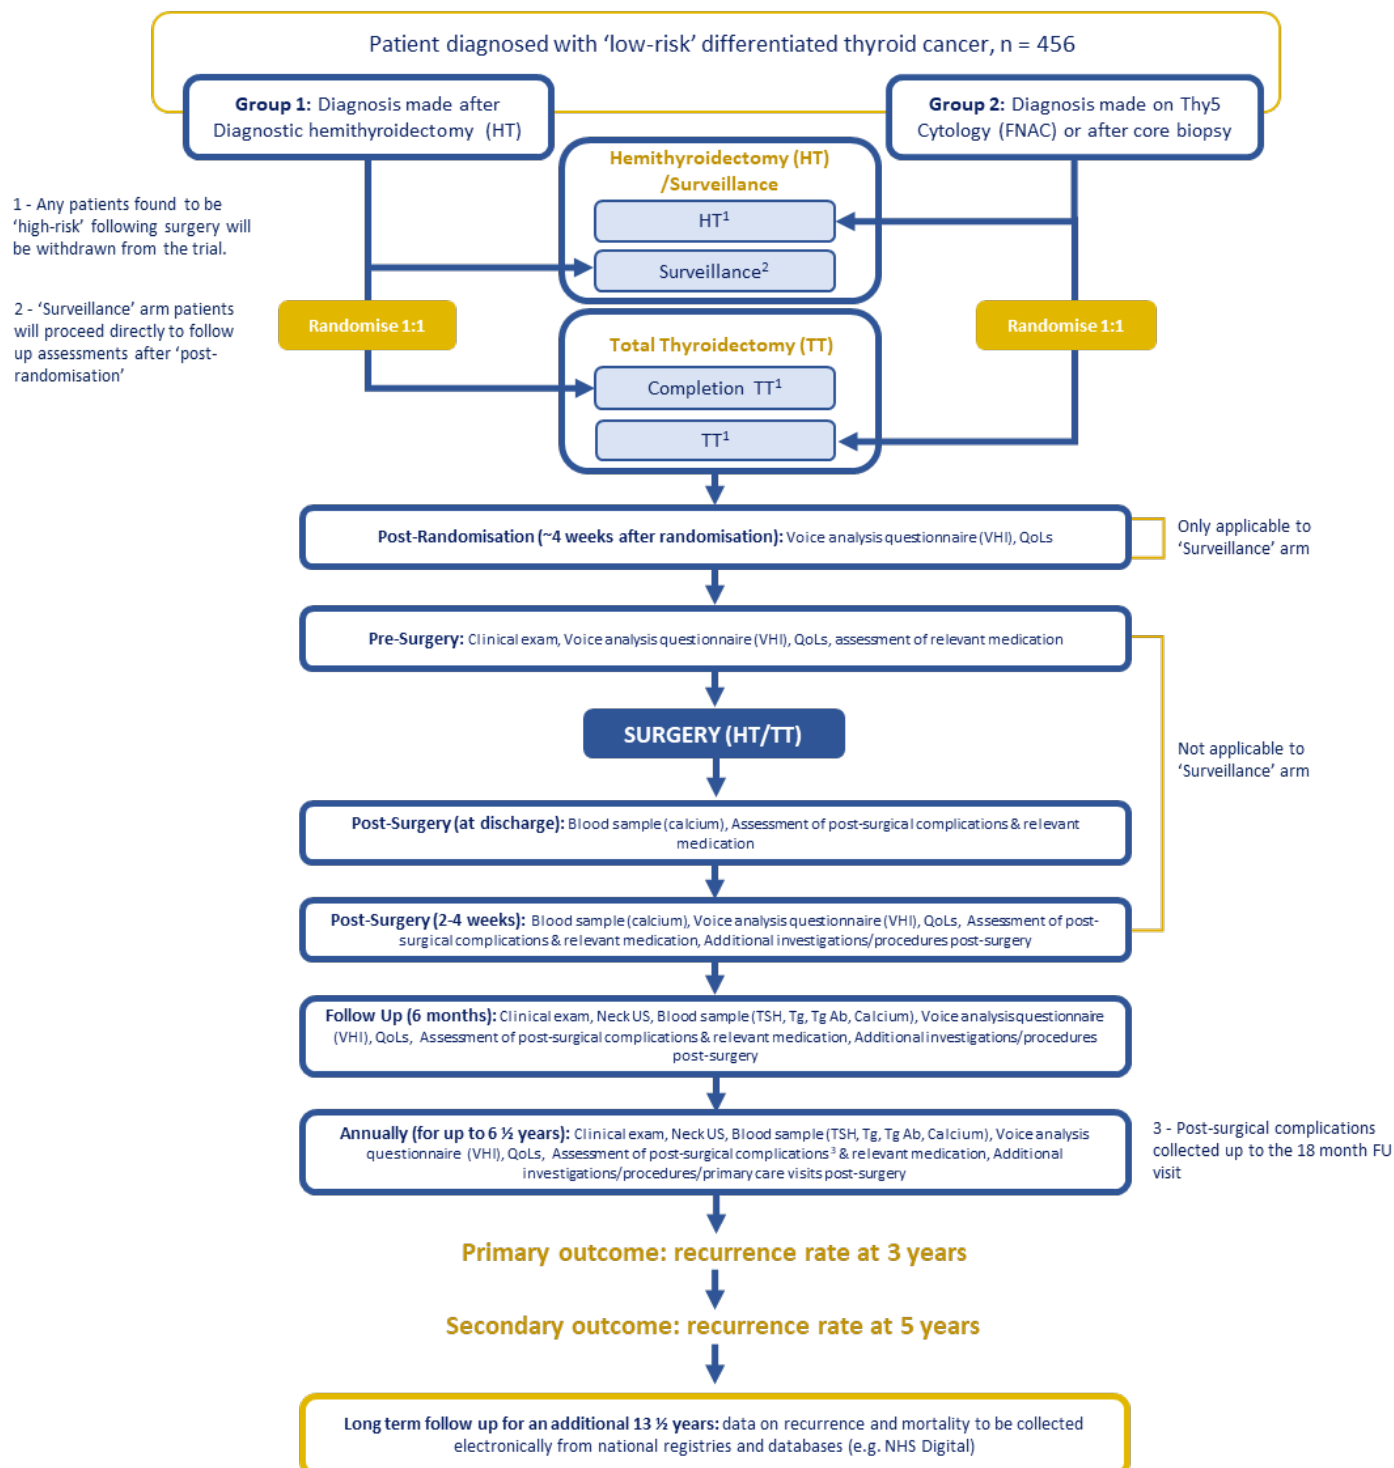 Patient diagnosed with ‘low-risk’ differentiated thyroid cancer, n = 456
Group 1: Diagnosis made after
Diagnostic hemithyroidectomy (HT)
Group 2: Diagnosis made on Thy5
Cytology (FNAC) or after core biopsy
Hemithyroidectomy (HT)
/Surveillance
HT1
Surveillance2
1 - Any patients found to be
‘high-risk’ following surgery will
be withdrawn from the trial.
2 - ‘Surveillance’ arm patients
will proceed directly to follow
up assessments after ‘post-
randomisation’
Randomise 1:1
Randomise 1:1
Total Thyroidectomy (TT)
Completion TT1
TT1
Post-Randomisation (~4 weeks after randomisation): Voice analysis questionnaire (VHI), QoLs
Only applicable to
‘Surveillance’ arm
Pre-Surgery: Clinical exam, Voice analysis questionnaire (VHI), QoLs, assessment of relevant medication
SURGERY (HT/TT)
Not applicable to
‘Surveillance’ arm
Post-Surgery (at discharge): Blood sample (calcium), Assessment of post-surgical complications & relevant
medication
Post-Surgery (2-4 weeks): Blood sample (calcium), Voice analysis questionnaire (VHI), QoLs, Assessment of post-
surgical complications & relevant medication, Additional investigations/procedures post-surgery
Follow Up (6 months): Clinical exam, Neck US, Blood sample (TSH, Tg, Tg Ab, Calcium), Voice analysis questionnaire
(VHI), QoLs, Assessment of post-surgical complications & relevant medication, Additional investigations/procedures
post-surgery
Annually (for up to 6 ½ years): Clinical exam, Neck US, Blood sample (TSH, Tg, Tg Ab, Calcium), Voice analysis
questionnaire (VHI), QoLs, Assessment of post-surgical complications3 & relevant medication, Additional
investigations/procedures/primary care visits post-surgery
3 - Post-surgical complications
collected up to the 18 month FU
visit
Primary outcome: recurrence rate at 3 years
Secondary outcome: recurrence rate at 5 years
Long term follow up for an additional 13 ½ years: data on recurrence and mortality to be collected
electronically from national registries and databases (e.g. NHS Digital)